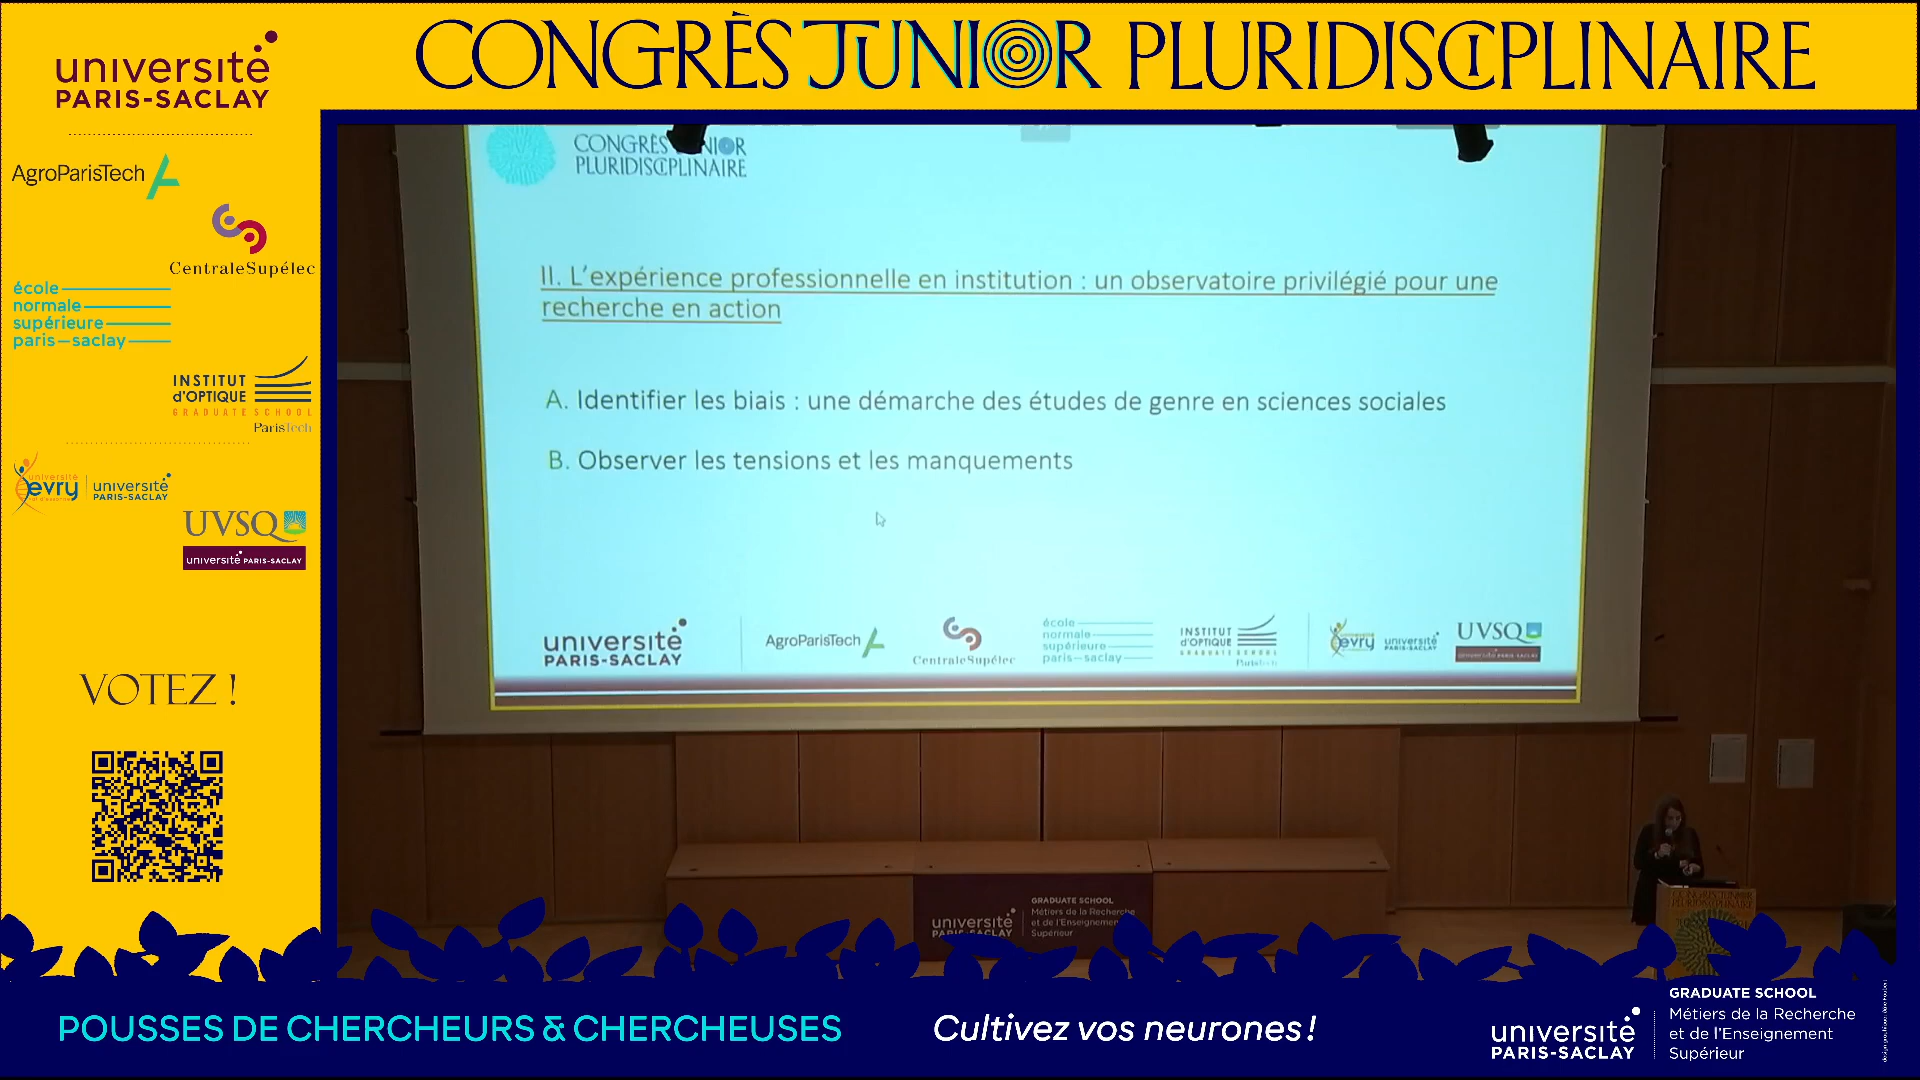 CONGRÈS JUNIOR PLURIDISCIPLINAIRE
université
PARIS-SACLAY
AgroParisTech
CentraleSupélec
école
normale
supérieure
paris-saclay
INSTITUT
d'OPTIQUE
GRADUATE SCHOOL
ParisTech
université
evry
université
PARIS-SACLAY
UVSQ
université PARIS-SACLAY
VOTEZ !
CONGRÈS JUNIOR
PLURIDISCIPLINAIRE
II. L'expérience professionnelle en institution : un observatoire privilégié pour une
recherche en action
A. Identifier les biais : une démarche des études de genre en sciences sociales
B. Observer les tensions et les manquements
université
PARIS-SACLAY
AgroParisTech
CentraleSupélec
école
normale
supérieure
paris-saclay
INSTITUT
d'OPTIQUE
GRADUATE SCHOOL
ParisTech
evry
université
PARIS-SACLAY
UVSQ
université PARIS-SACLAY
université
PARIS-SACLAY
GRADUATE SCHOOL
Métiers de la Recherche
et de l'Enseignement
Supérieur
CONGRÈS JUNIOR
PLURIDISCIPLINAIRE
POUSSES DE CHERCHEURS & CHERCHEUSES
Cultivez vos neurones !
université
PARIS-SACLAY
GRADUATE SCHOOL
Métiers de la Recherche
et de l'Enseignement
Supérieur